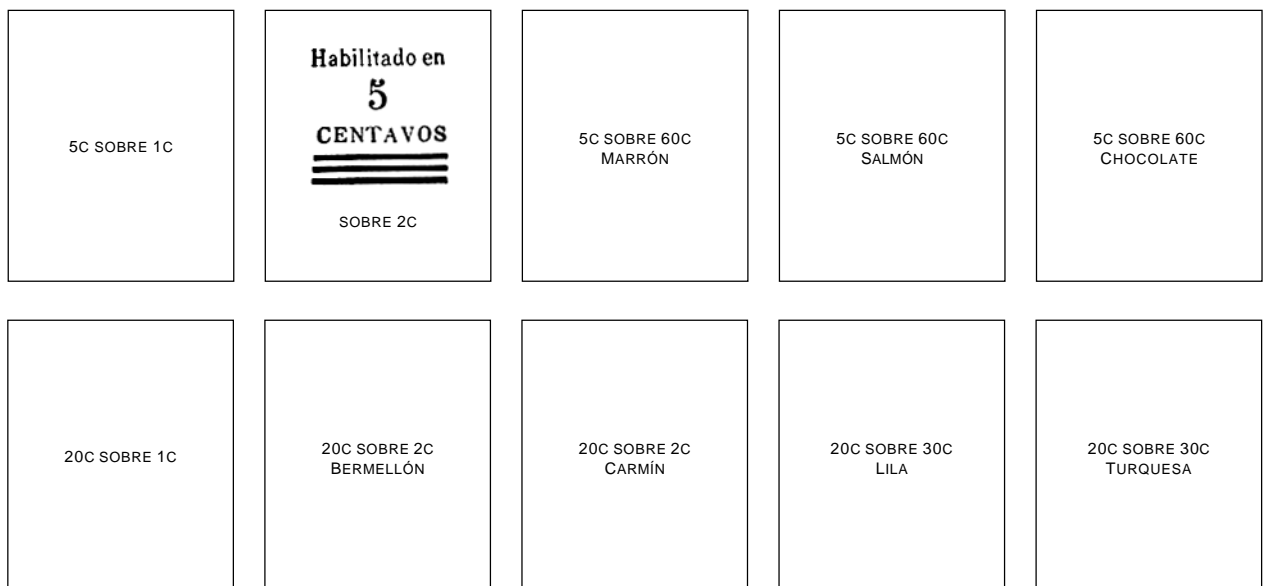 5C SOBRE 1C
Habilitado en
5
CENTAVOS
SOBRE 2C
5C SOBRE 60C
MARRÓN
5C SOBRE 60C
SALMÓN
5C SOBRE 60C
CHOCOLATE
20C SOBRE 1C
20C SOBRE 2C
BERMELLÓN
20C SOBRE 2C
CARMÍN
20C SOBRE 30C
LILA
20C SOBRE 30C
TURQUESA